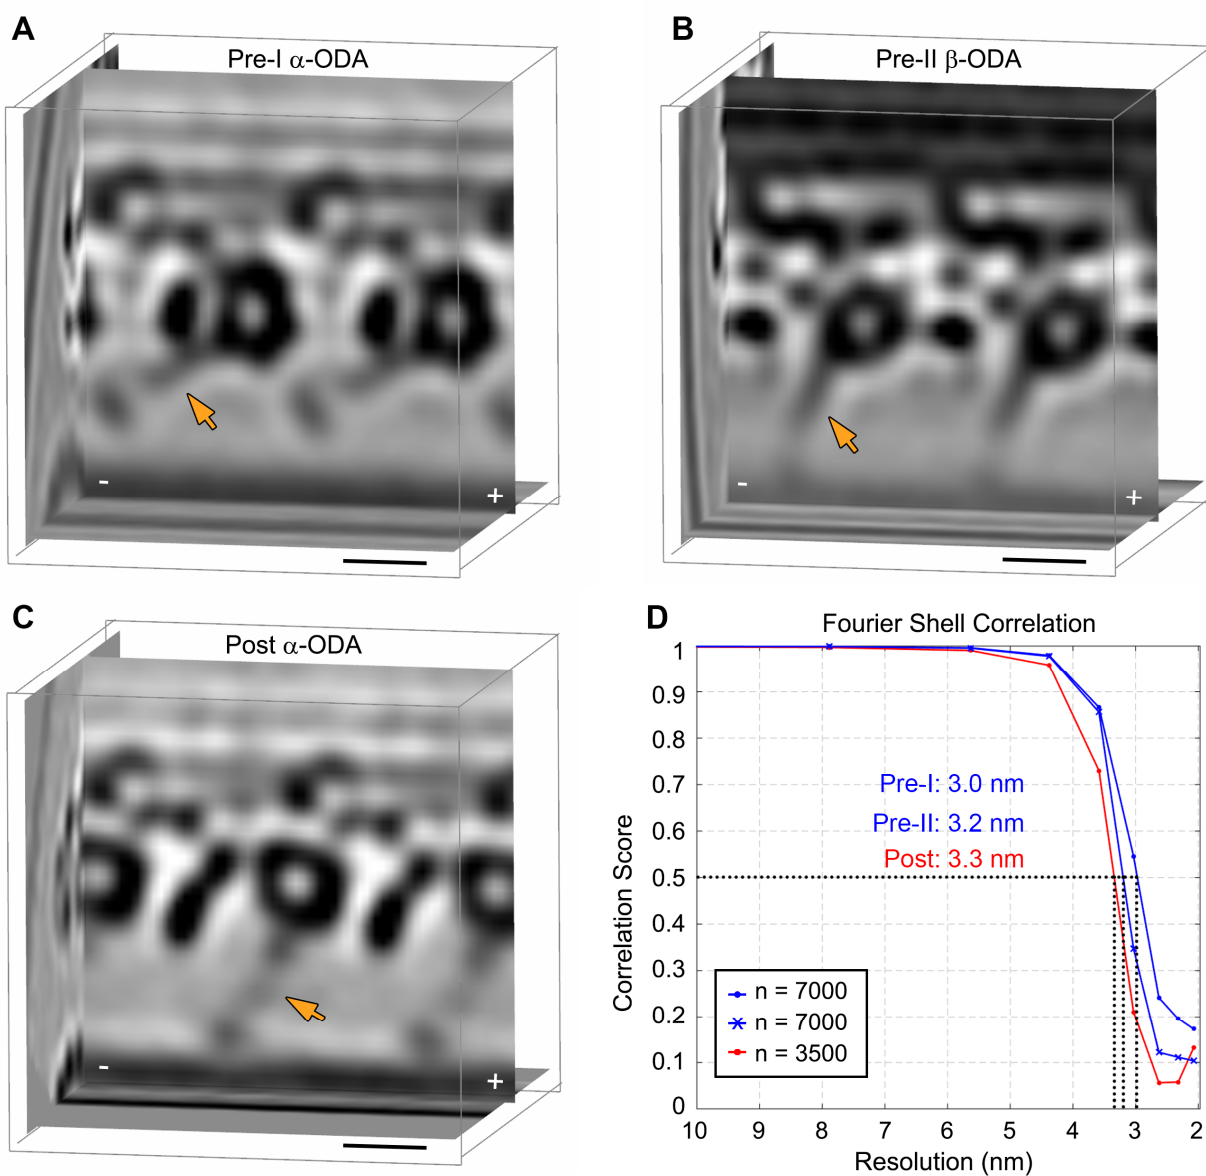 A
Pre-I α-ODA
-
+
B
Pre-II β-ODA
-
+
C
Post α-ODA
-
+
D
Fourier Shell Correlation
1
0.9
0.8
0.7
0.6
0.5
0.4
0.3
0.2
0.1
0
Correlation Score
Pre-I: 3.0 nm
Pre-II: 3.2 nm
Post: 3.3 nm
n = 7000
n = 7000
n = 3500
10 9 8 7 6 5 4 3 2
Resolution (nm)